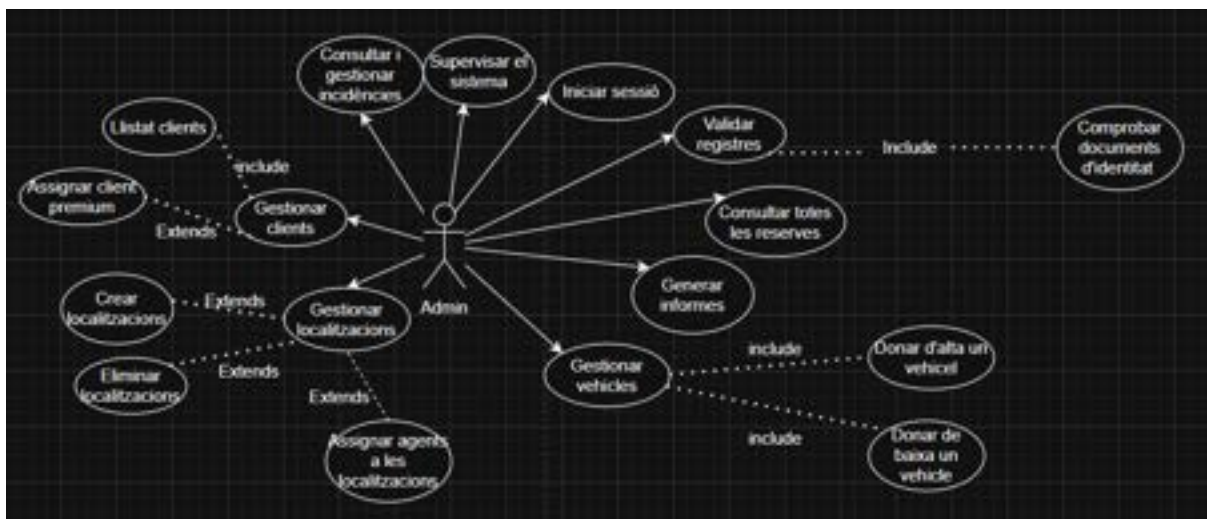 Consultar i
gestionar
incidències
Supervisar el
sistema
Iniciar sessió
Llistat clients
Validar
registres
Include
Comprobar
documents
d'identitat
include
Assignar client
premium
Extends
Gestionar
clients
Consultar totes
les reserves
Admin
Generar
informes
Crear
localitzacions
Extends
Gestionar
localitzacions
Eliminar
localitzacions
Extends
Extends
Assignar agents
a les
localitzacions
Gestionar
vehicles
include
Donar d'alta un
vehicel
include
Donar de
baixa un
vehicle